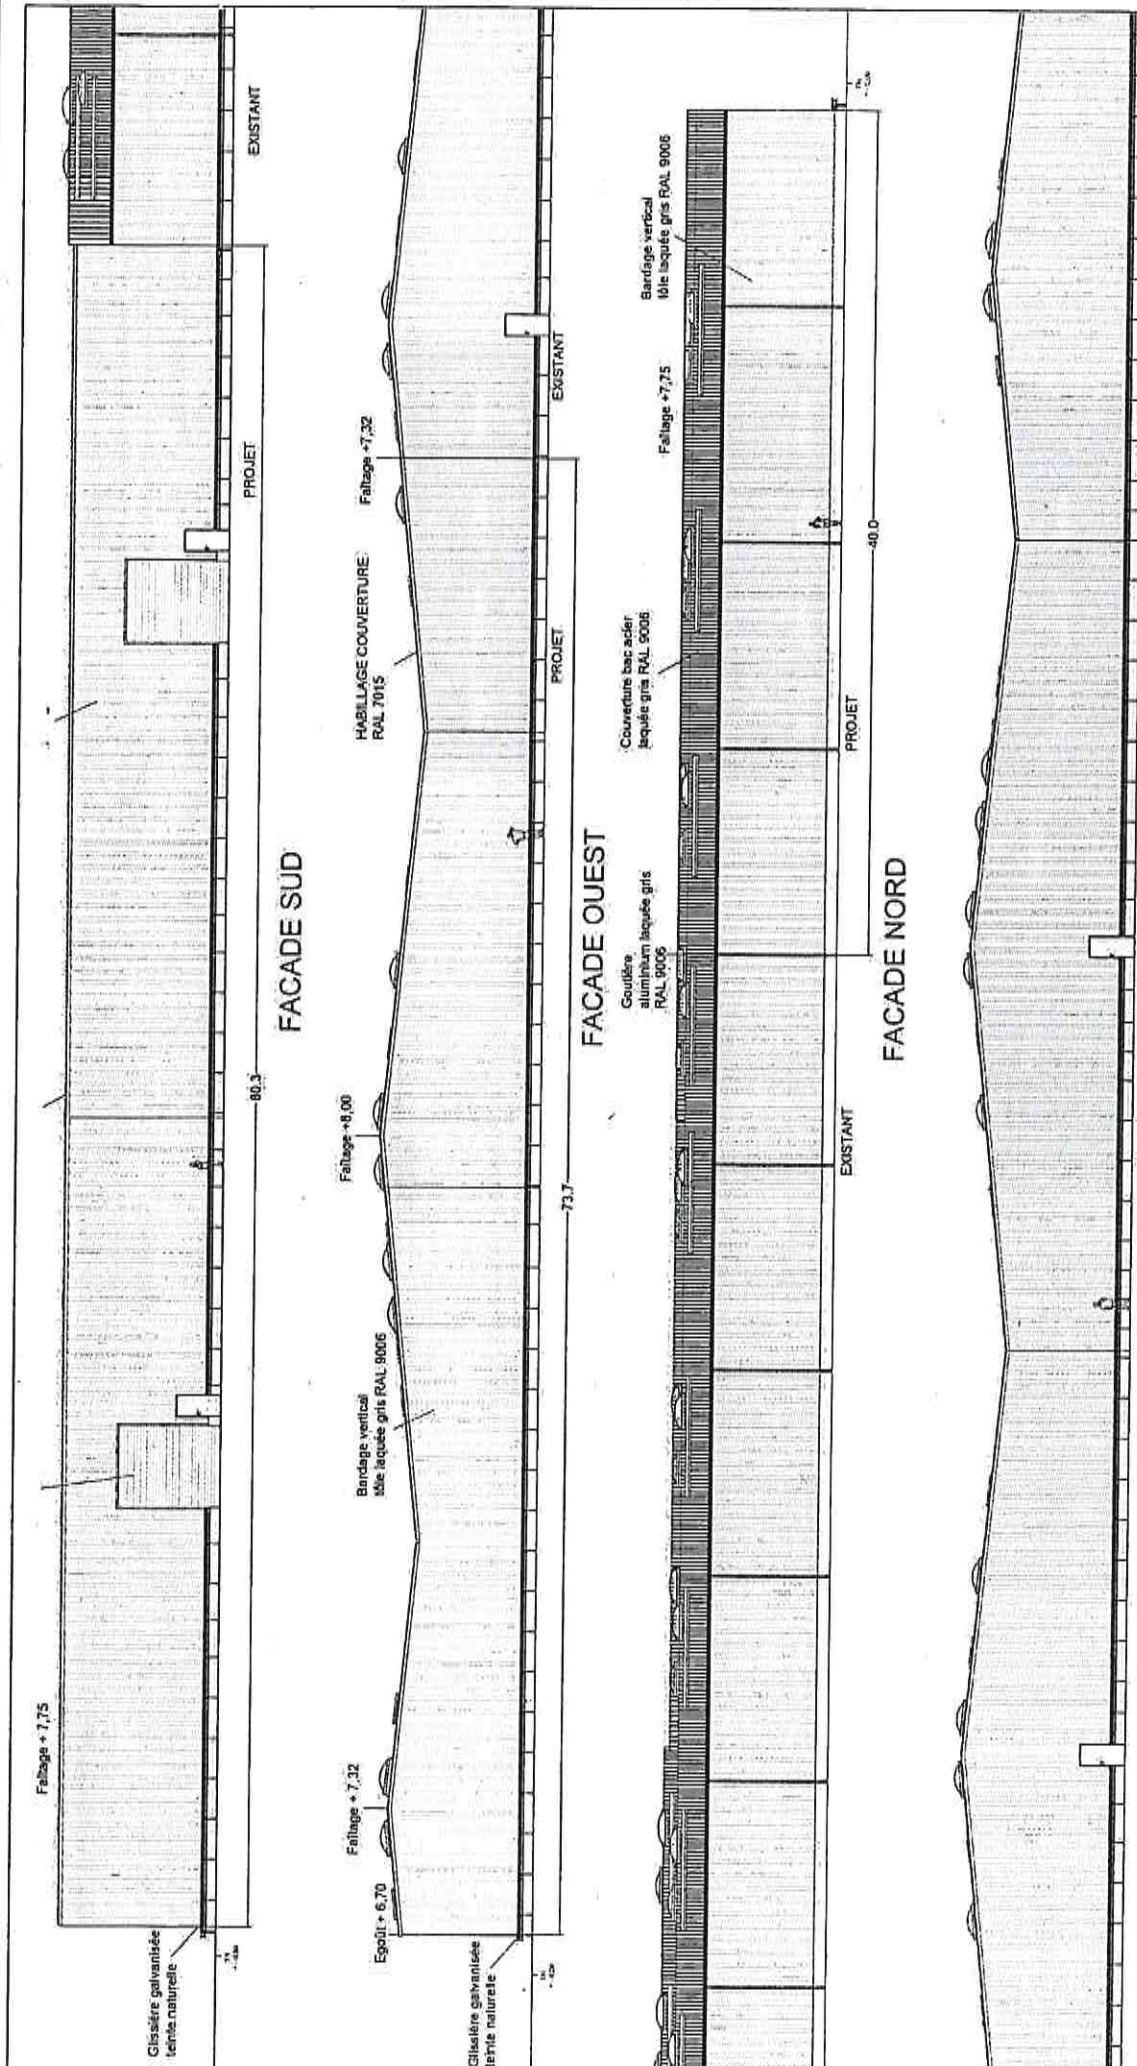 Faîtage + 7,75
Glissière galvanisée
teinte naturelle
PROJET
EXISTANT
80.3
FACADE SUD
Egoût + 6,70
Faîtage + 7,32
Bardage vertical
tôle laquée gris RAL 9006
Faîtage +8,00
HABILLAGE COUVERTURE
RAL 7015
Faîtage +7,32
Glissière galvanisée
teinte naturelle
PROJET
EXISTANT
73.7
FACADE OUEST
Goutière
aluminium laquée gris
RAL 9006
Couverture bac acier
laquée gris RAL 9006
Faîtage +7,75
Bardage vertical
tôle laquée gris RAL 9006
EXISTANT
PROJET
40.0
FACADE NORD